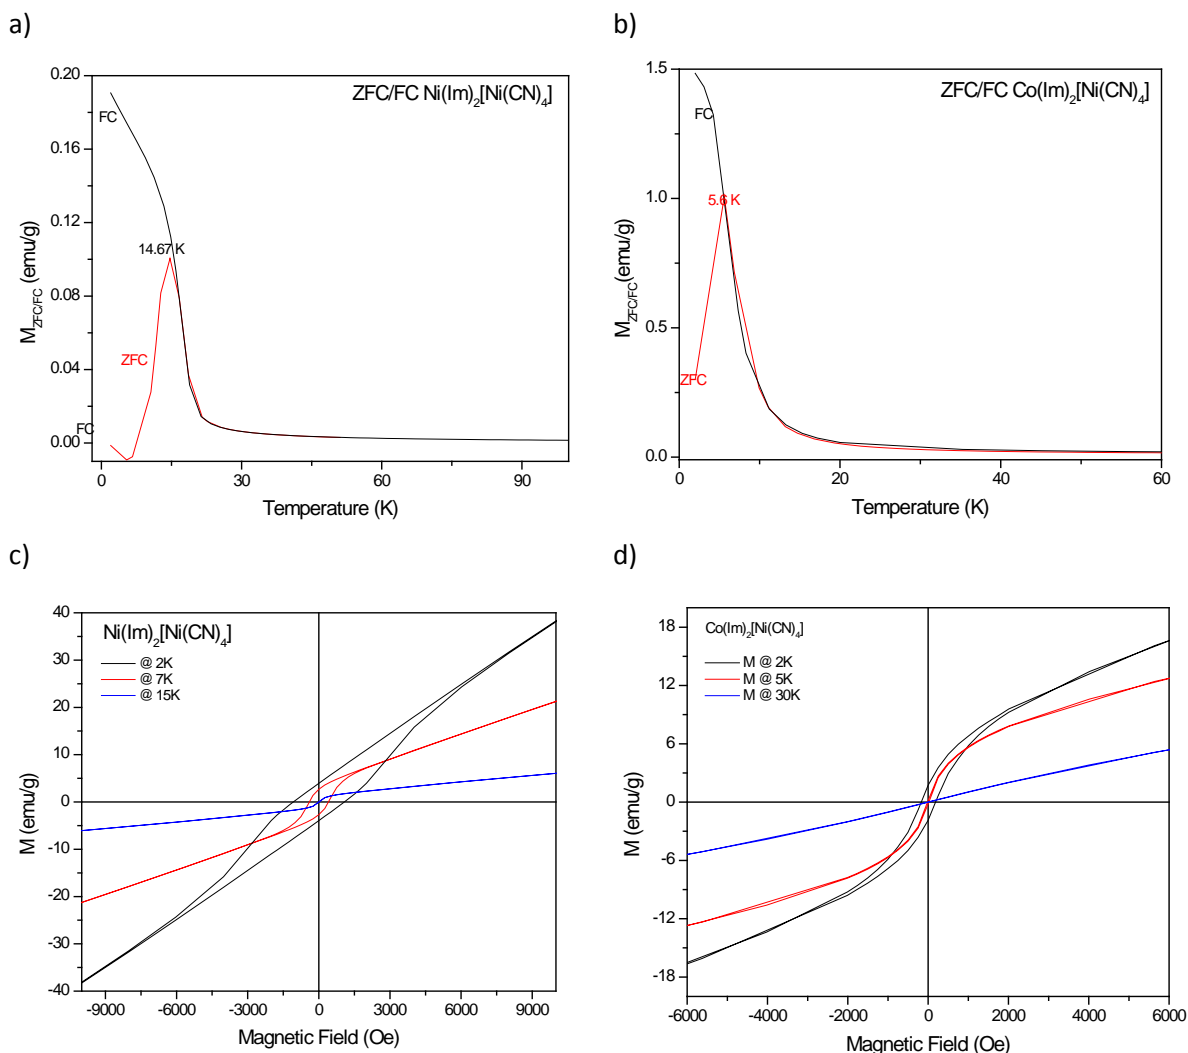 a)
ZFC/FC Ni(Im)2[Ni(CN)4]
0.20
0.16
0.12
0.08
0.04
0.00
FC
14.67 K
ZFC
FC
MZFC/FC (emu/g)
0
30
60
90
Temperature (K)
b)
ZFC/FC Co(Im)2[Ni(CN)4]
1.5
1.0
0.5
0.0
FC
5.6 K
ZFC
MZFC/FC(emu/g)
0
20
40
60
Temperature (K)
c)
Ni(Im)2[Ni(CN)4]
@ 2K
@ 7K
@ 15K
40
30
20
10
0
-10
-20
-30
-40
M (emu/g)
-9000
-6000
-3000
0
3000
6000
9000
Magnetic Field (Oe)
d)
Co(Im)2[Ni(CN)4]
M @ 2K
M @ 5K
M @ 30K
18
12
6
0
-6
-12
-18
M (emu/g)
-6000
-4000
-2000
0
2000
4000
6000
Magnetic Field (Oe)